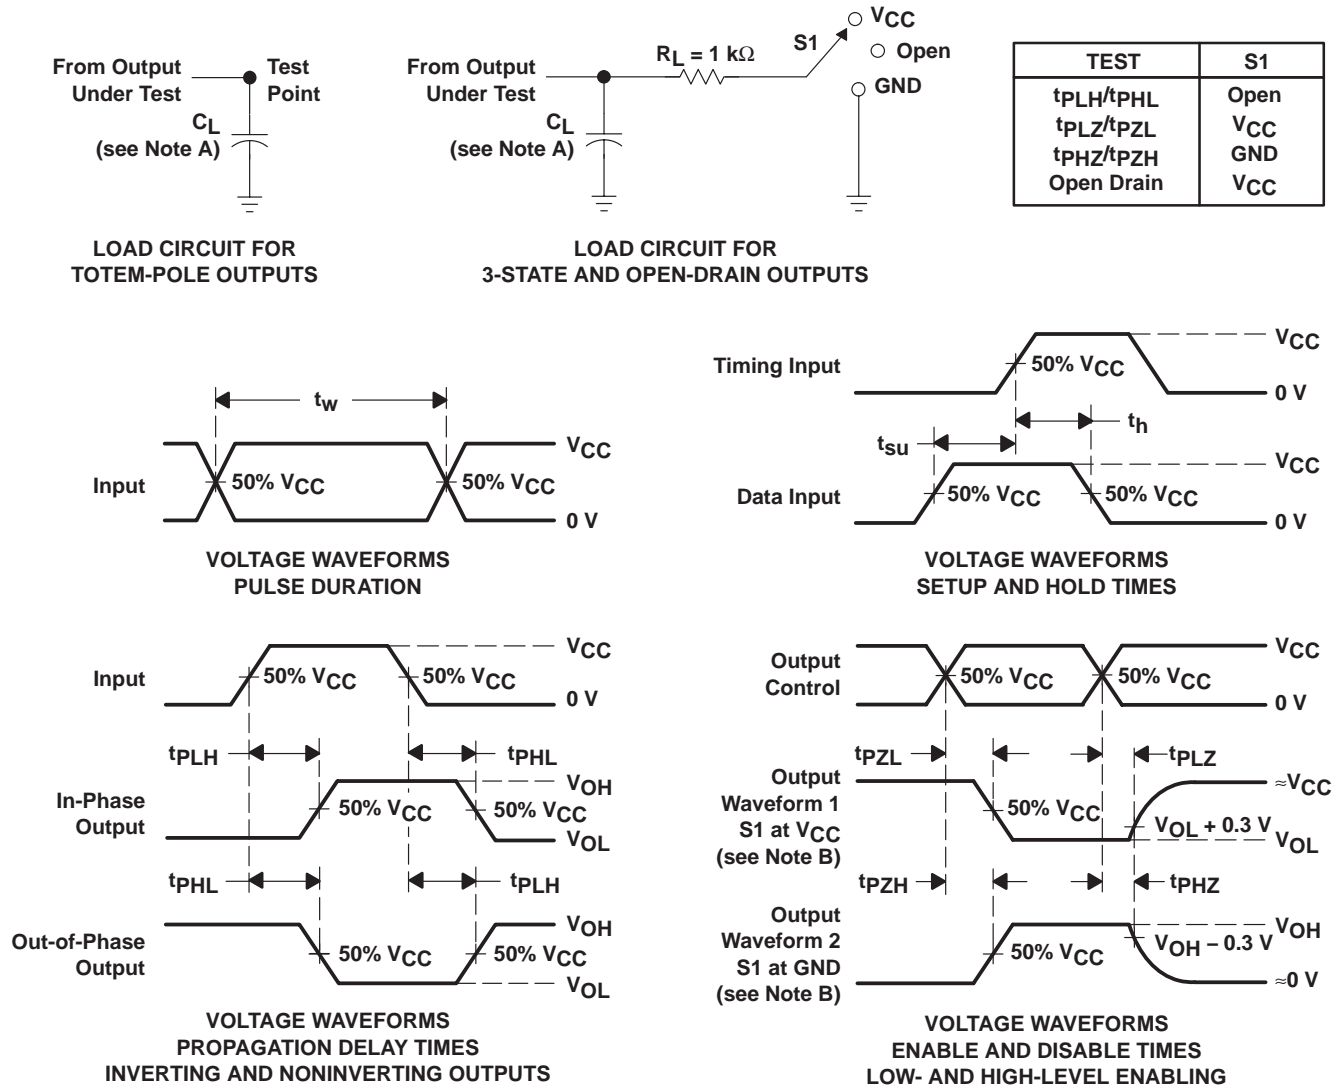 From Output
Under Test
Test
Point
CL
(see Note A)
LOAD CIRCUIT FOR
TOTEM-POLE OUTPUTS
From Output
Under Test
CL
(see Note A)
RL = 1 kΩ
S1
VCC
Open
GND
LOAD CIRCUIT FOR
3-STATE AND OPEN-DRAIN OUTPUTS
TEST S1
tPLH/tPHL Open
tPLZ/tPZL VCC
tPHZ/tPZH GND
Open Drain VCC
tw
Input
50% VCC
50% VCC
VCC
0 V
VOLTAGE WAVEFORMS
PULSE DURATION
Timing Input
50% VCC
VCC
0 V
tsu
th
Data Input
50% VCC
50% VCC
VCC
0 V
VOLTAGE WAVEFORMS
SETUP AND HOLD TIMES
Input
50% VCC
50% VCC
VCC
0 V
tPLH
tPHL
In-Phase
Output
50% VCC
50% VCC
VOH
VOL
tPHL
tPLH
Out-of-Phase
Output
50% VCC
50% VCC
VOH
VOL
VOLTAGE WAVEFORMS
PROPAGATION DELAY TIMES
INVERTING AND NONINVERTING OUTPUTS
Output
Control
50% VCC
50% VCC
VCC
0 V
tPZL
tPLZ
Output
Waveform 1
S1 at VCC
(see Note B)
50% VCC
≈VCC
VOL + 0.3 V
VOL
tPZH
tPHZ
Output
Waveform 2
S1 at GND
(see Note B)
50% VCC
VOH
VOH − 0.3 V
≈0 V
VOLTAGE WAVEFORMS
ENABLE AND DISABLE TIMES
LOW- AND HIGH-LEVEL ENABLING